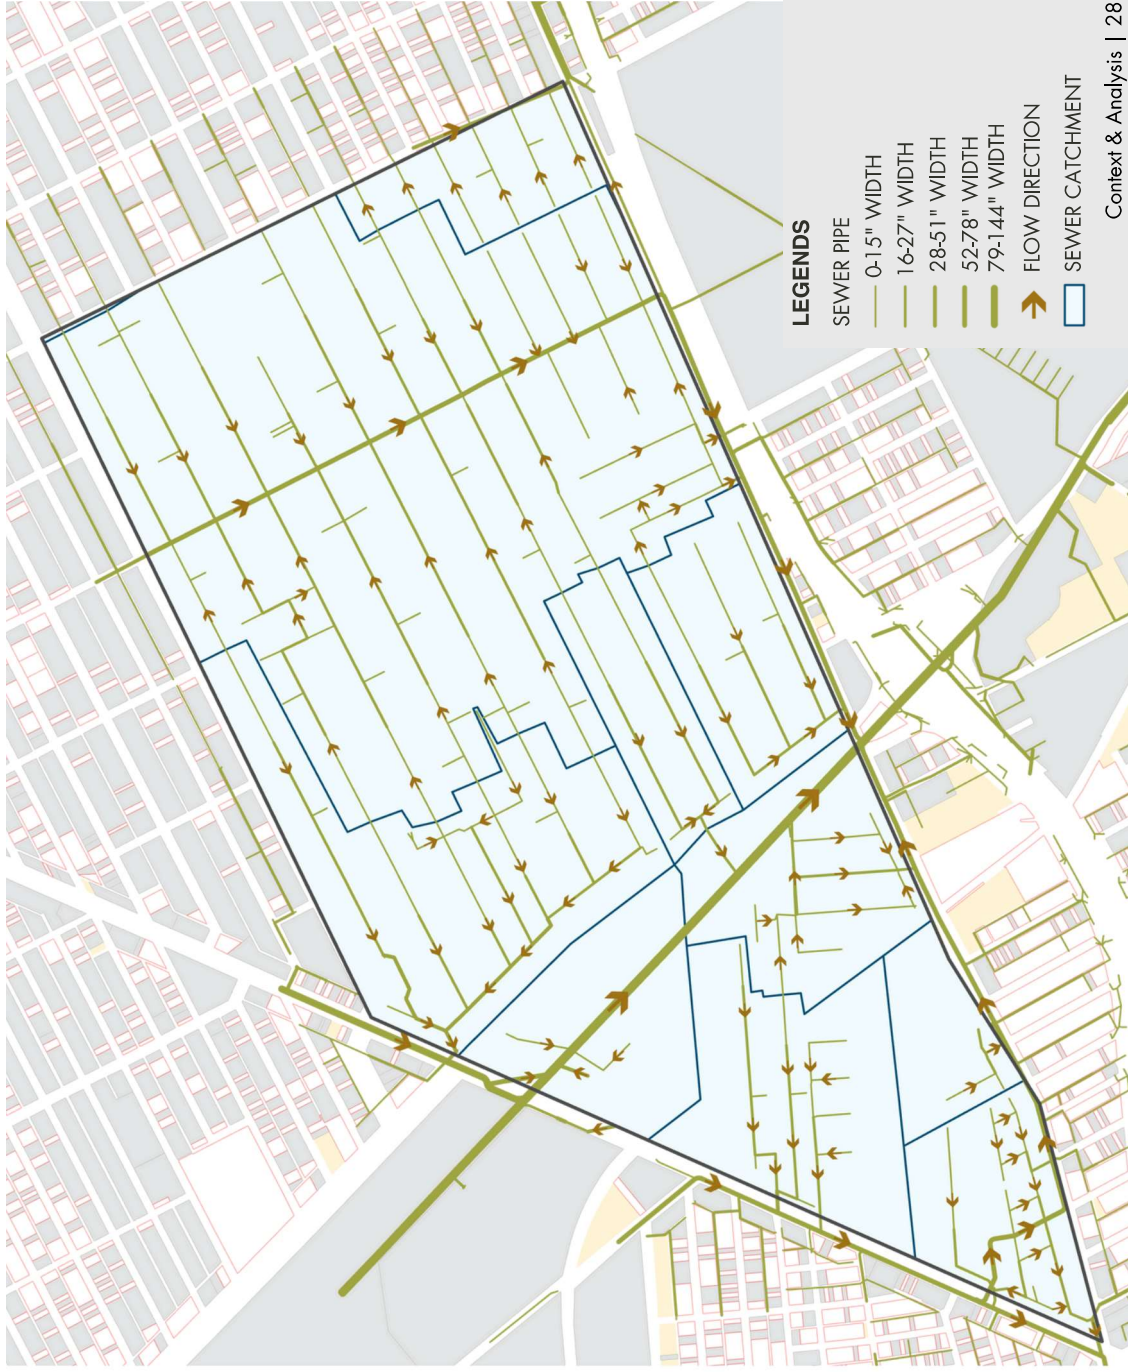 LEGENDS
SEWER PIPE
0-15" WIDTH
16-27" WIDTH
28-51" WIDTH
52-78" WIDTH
79-144" WIDTH
FLOW DIRECTION
SEWER CATCHMENT
Context & Analysis | 28